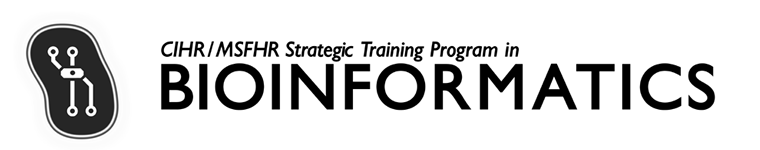 CIHR/MSFHR Strategic Training Program in
BIOINFORMATICS